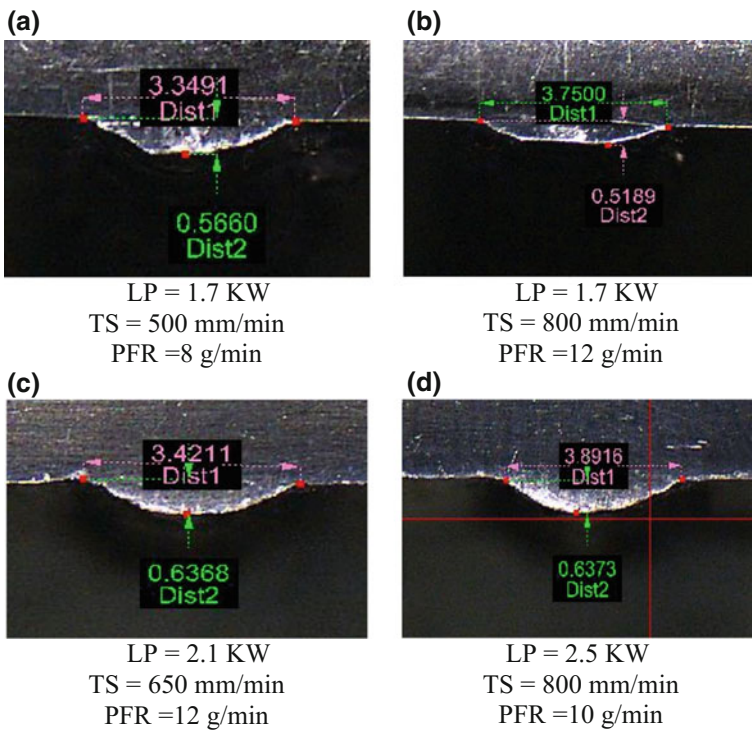 (a)
3.3491
Dist1
0.5660
Dist2
LP = 1.7 KW
TS = 500 mm/min
PFR =8 g/min
(b)
3.7500
Dist1
0.5189
Dist2
LP = 1.7 KW
TS = 800 mm/min
PFR =12 g/min
(c)
3.4211
Dist1
0.6368
Dist2
LP = 2.1 KW
TS = 650 mm/min
PFR =12 g/min
(d)
3.8916
Dist1
0.6373
Dist2
LP = 2.5 KW
TS = 800 mm/min
PFR =10 g/min